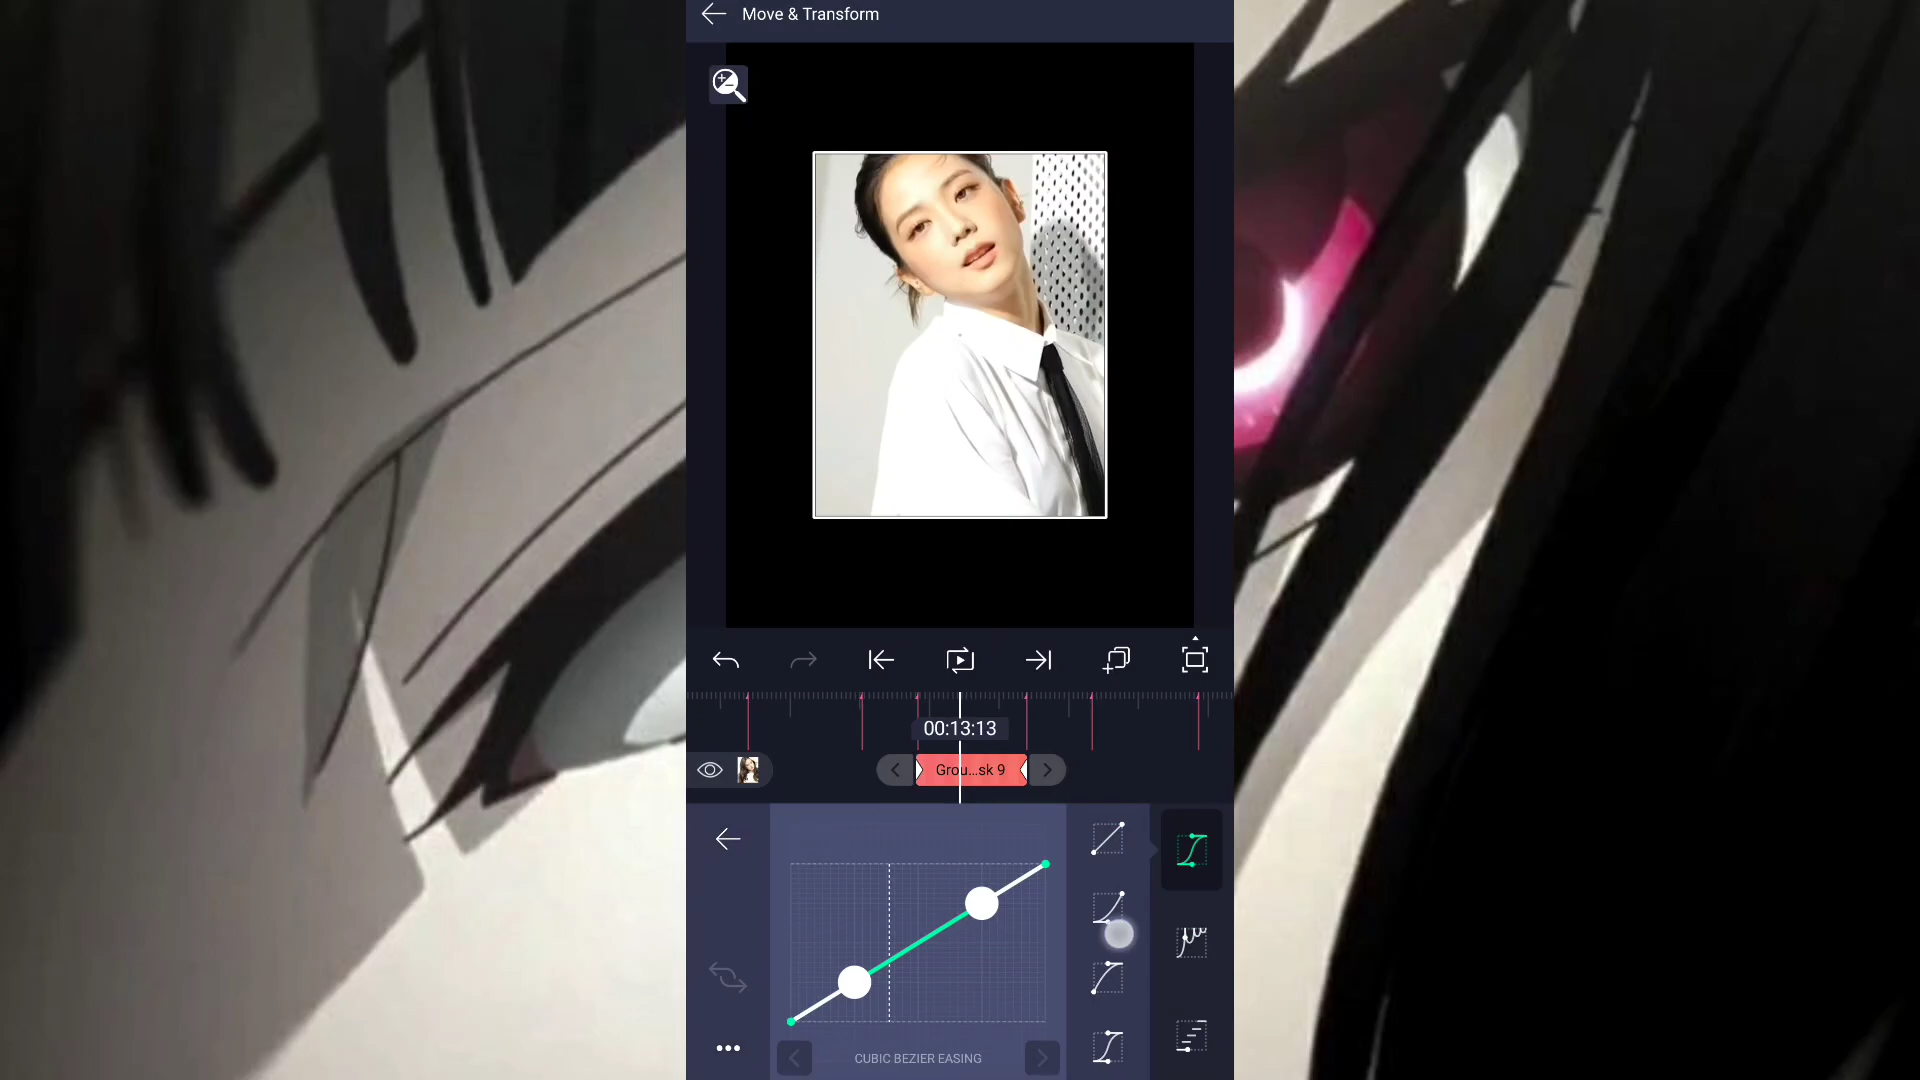 Move & Transform
00:13:13
Grou...sk 9
CUBIC BEZIER EASING